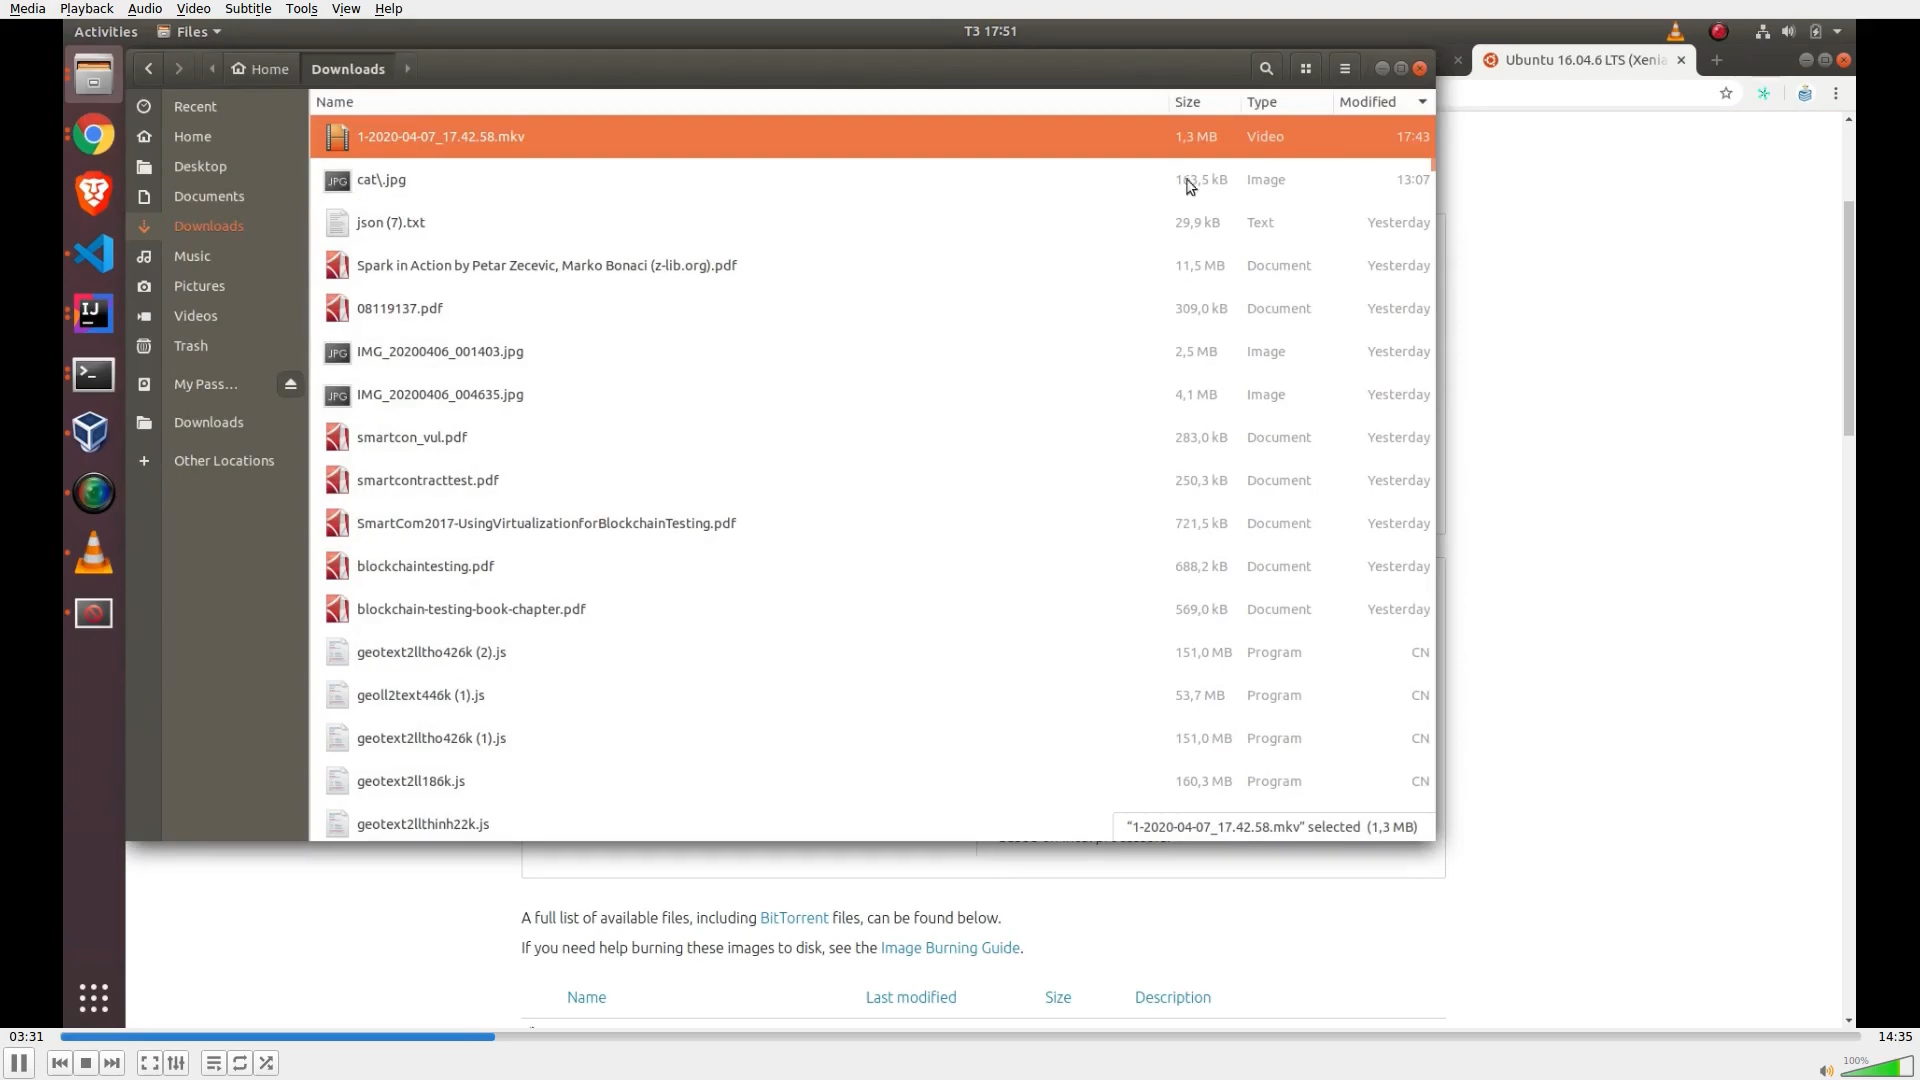 Media Playback Audio Video Subtitle Tools View Help
Activities Files T3 17:51
Home Downloads Ubuntu 16.04.6 LTS (Xenia
Name Size Type Modified
Recent
Home
Desktop
Documents
Downloads
Music
Pictures
Videos
Trash
My Pass…
Downloads
Other Locations
1-2020-04-07_17.42.58.mkv 1,3 MB Video 17:43
cat\.jpg 163,5 kB Image 13:07
json (7).txt 29,9 kB Text Yesterday
Spark in Action by Petar Zecevic, Marko Bonaci (z-lib.org).pdf 11,5 MB Document Yesterday
08119137.pdf 309,0 kB Document Yesterday
IMG_20200406_001403.jpg 2,5 MB Image Yesterday
IMG_20200406_004635.jpg 4,1 MB Image Yesterday
smartcon_vul.pdf 283,0 kB Document Yesterday
smartcontracttest.pdf 250,3 kB Document Yesterday
SmartCom2017-UsingVirtualizationforBlockchainTesting.pdf 721,5 kB Document Yesterday
blockchaintesting.pdf 688,2 kB Document Yesterday
blockchain-testing-book-chapter.pdf 569,0 kB Document Yesterday
geotext2lltho426k (2).js 151,0 MB Program CN
geoll2text446k (1).js 53,7 MB Program CN
geotext2lltho426k (1).js 151,0 MB Program CN
geotext2ll186k.js 160,3 MB Program CN
geotext2llthinh22k.js
“1-2020-04-07_17.42.58.mkv” selected (1,3 MB)
A full list of available files, including BitTorrent files, can be found below.
If you need help burning these images to disk, see the Image Burning Guide.
Name Last modified Size Description
03:31 14:35
100%